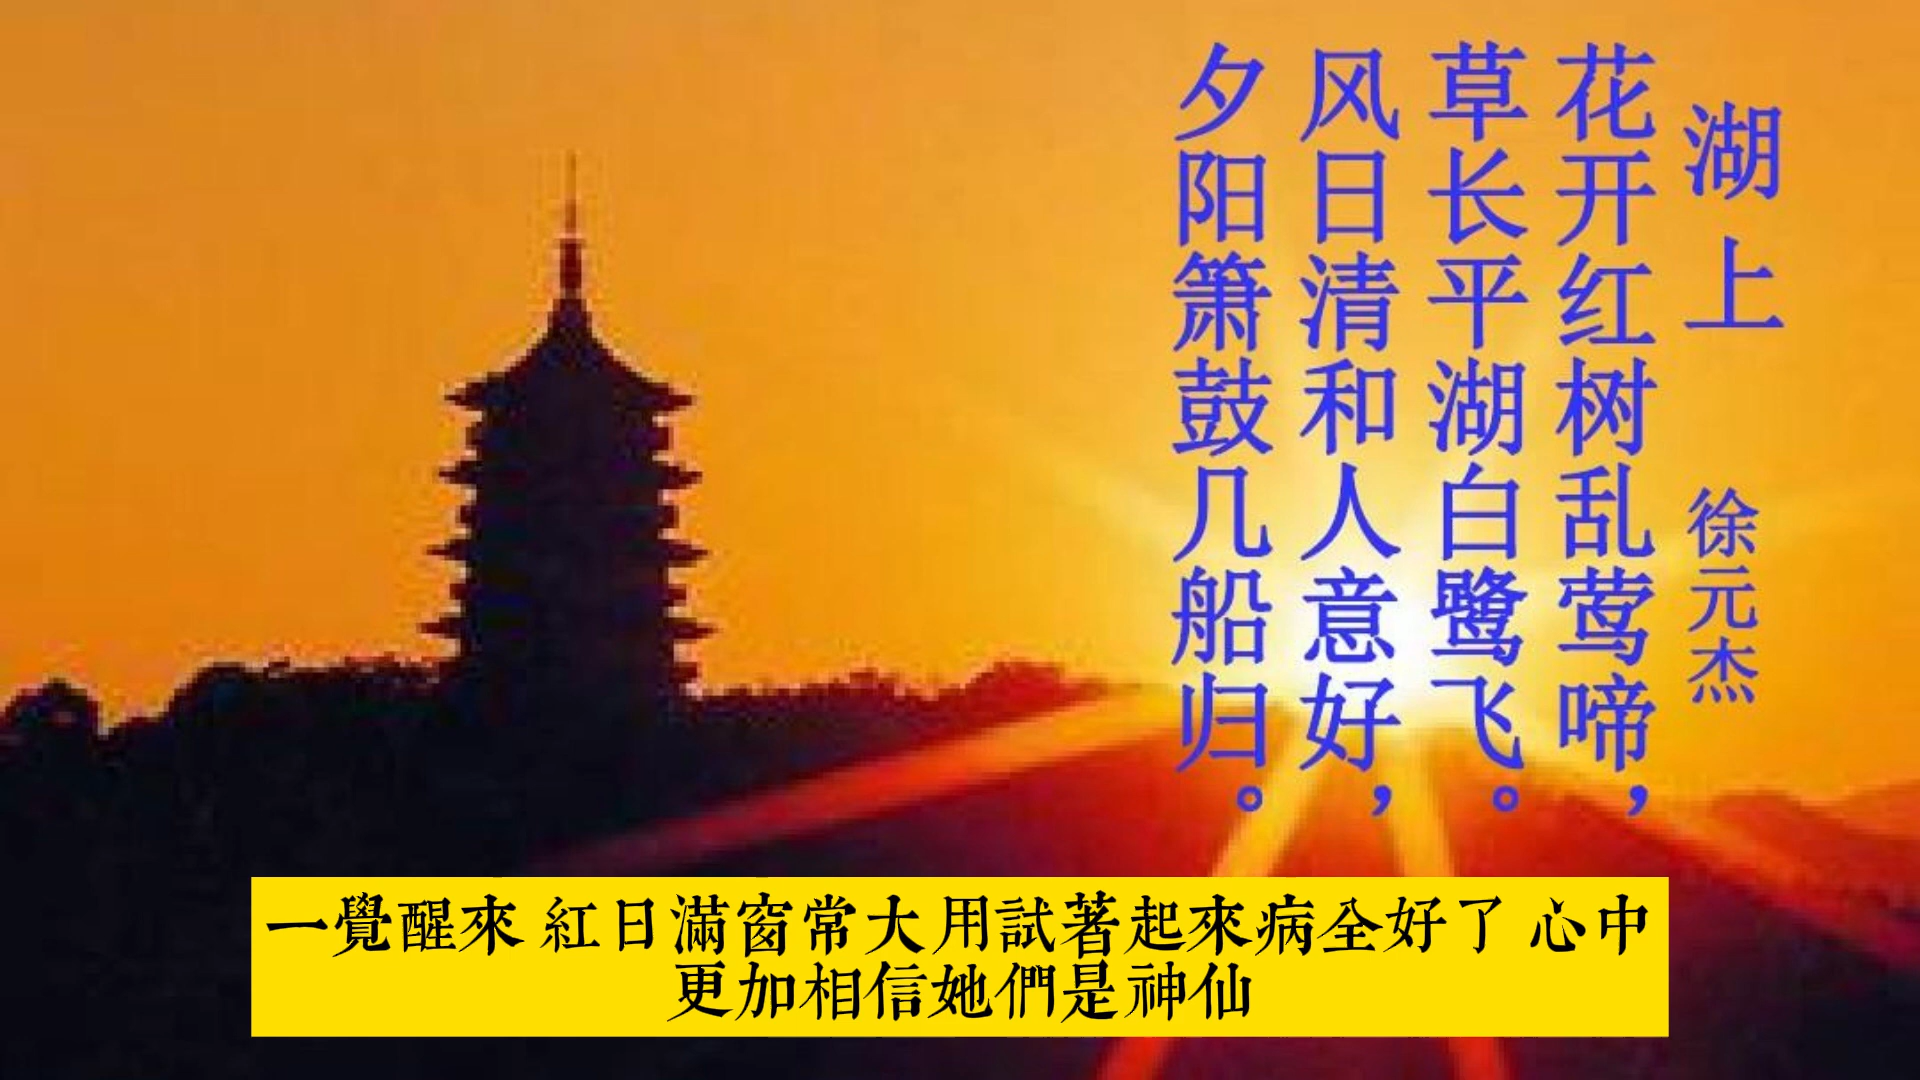 湖上 徐元杰
花开红树乱莺啼，
草长平湖白鹭飞。
风日清和人意好，
夕阳箫鼓几船归。
一覺醒來 紅日滿窗常大用試著起來病全好了 心中
更加相信她們是神仙